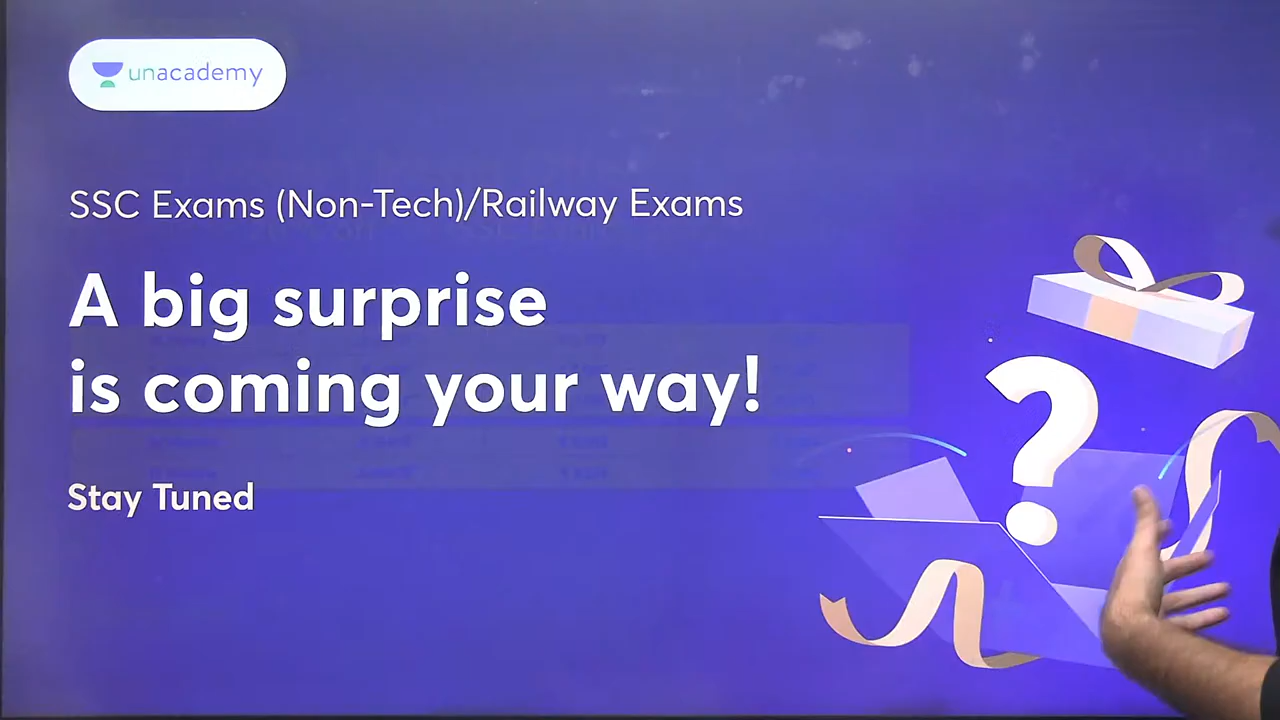 unacademy
SSC Exams (Non-Tech)/Railway Exams
A big surprise
is coming your way!
Stay Tuned